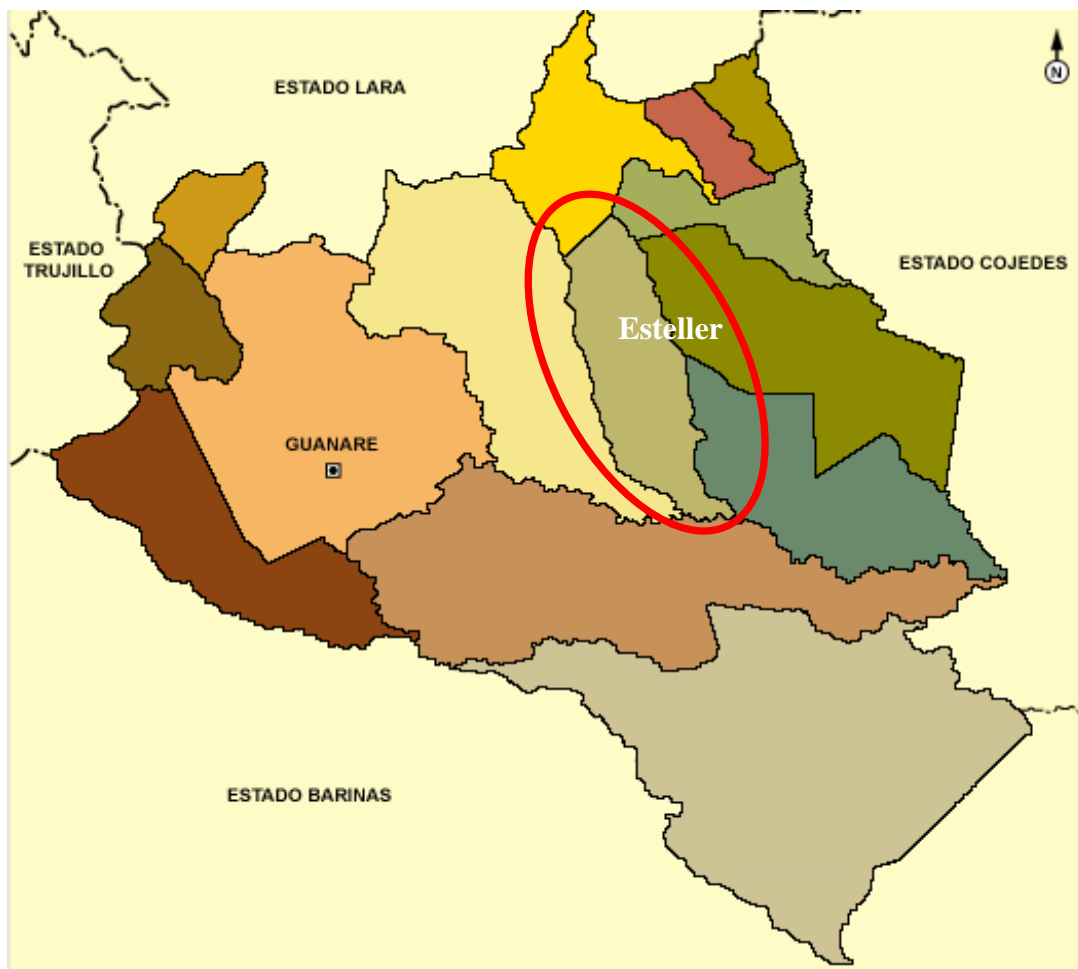 ESTADO LARA
N
ESTADO
TRUJILLO
ESTADO COJEDES
Esteller
GUANARE
ESTADO BARINAS